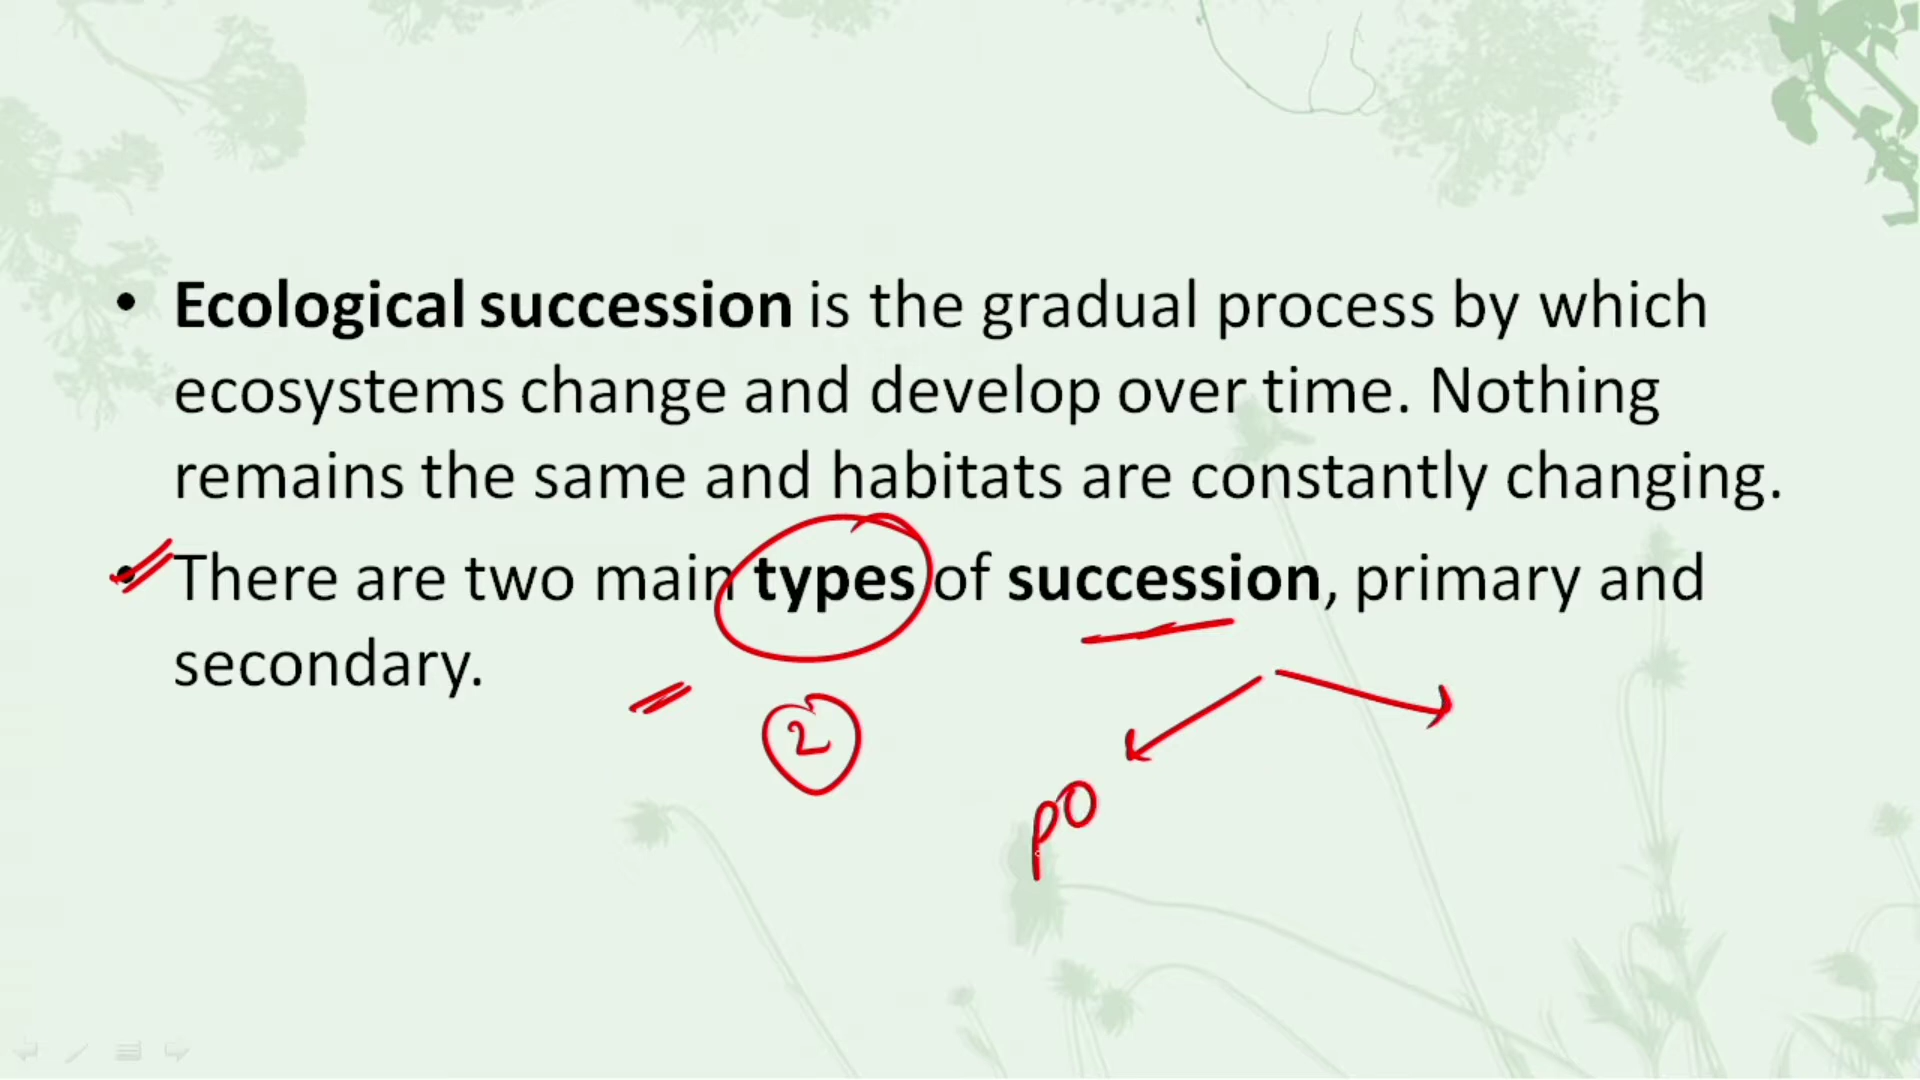 • Ecological succession is the gradual process by which
ecosystems change and develop over time. Nothing
remains the same and habitats are constantly changing.
• There are two main types of succession, primary and
secondary.
2
po